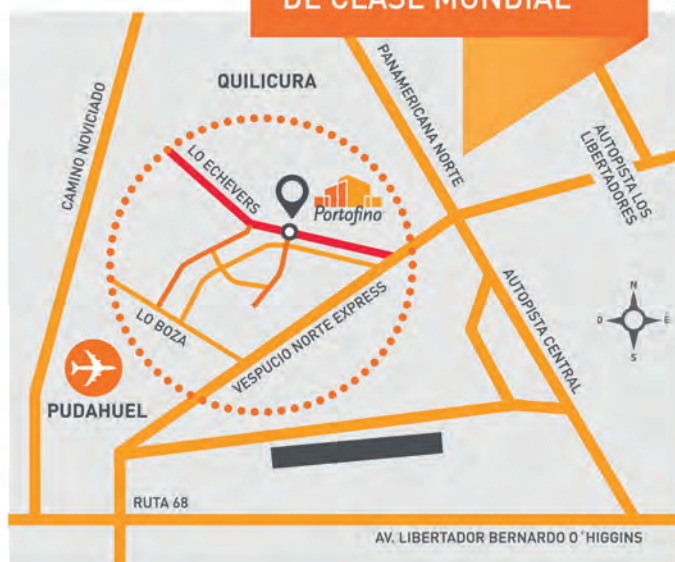 DE CLASE MUNDIAL
QUILICURA
CAMINO NOVICIADO
PANAMERICANA NORTE
AUTOPISTA LOS
LIBERTADORES
LO ECHEVERS
Portofino
LO BOZA
VESPUCIO NORTE EXPRESS
AUTOPISTA CENTRAL
N
O
E
S
PUDAHUEL
RUTA 68
AV. LIBERTADOR BERNARDO O´HIGGINS